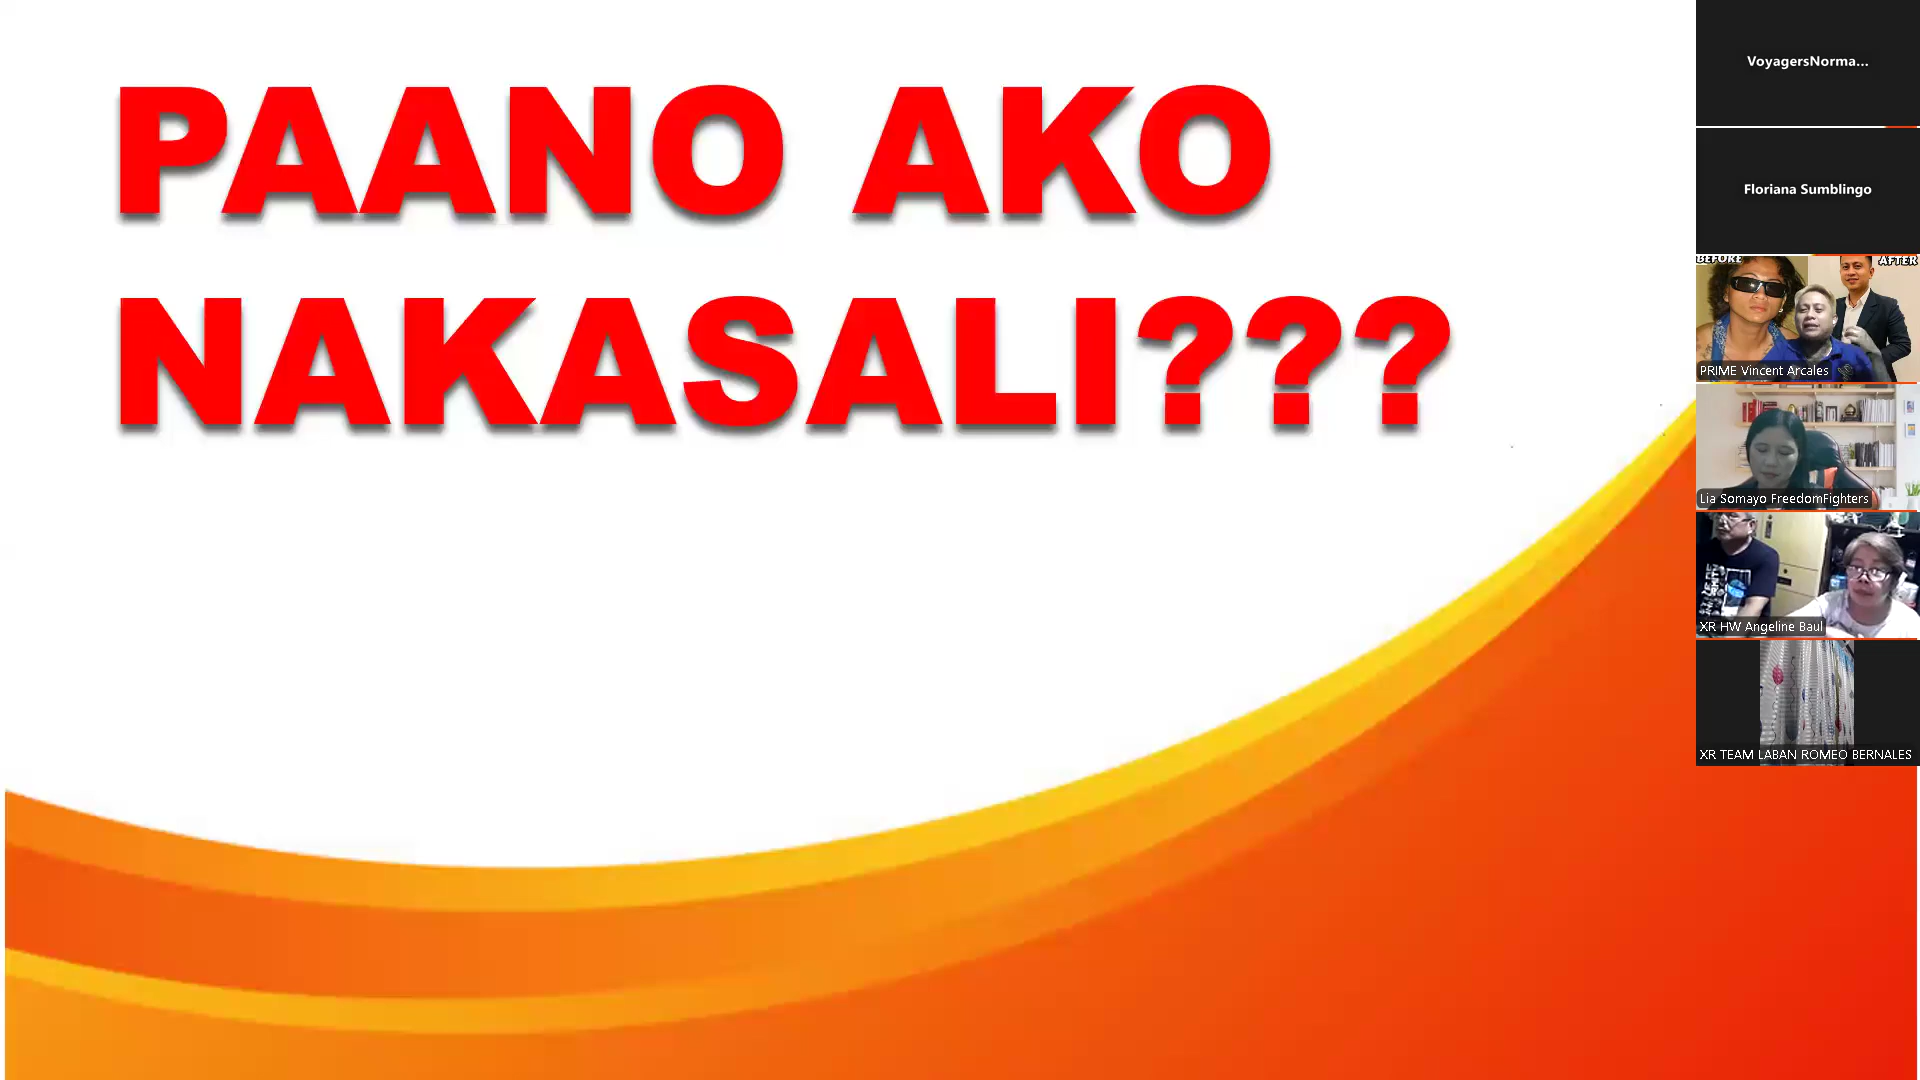 PAANO AKO
NAKASALI???
VoyagersNorma...
Floriana Sumblingo
BEFORE
AFTER
PRIME Vincent Arcales
Lia Somayo FreedomFighters
XR HW Angeline Baul
XR TEAM LABAN ROMEO BERNALES